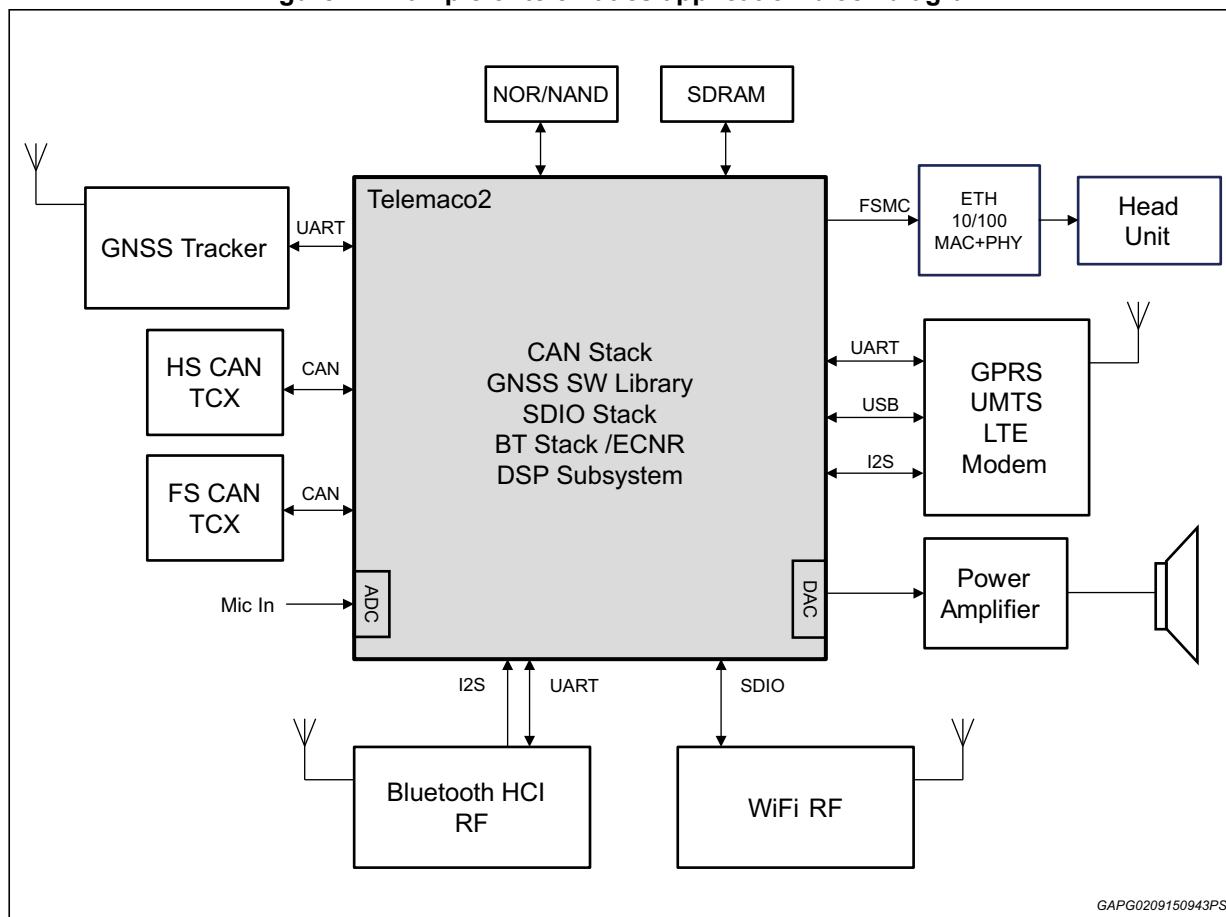 NOR/NAND
SDRAM
Telemaco2
FSMC
ETH
10/100
MAC+PHY
Head
Unit
GNSS Tracker
UART
HS CAN
TCX
CAN
FS CAN
TCX
CAN
CAN Stack
GNSS SW Library
SDIO Stack
BT Stack /ECNR
DSP Subsystem
UART
USB
I2S
GPRS
UMTS
LTE
Modem
Mic In
ADC
DAC
Power
Amplifier
I2S
UART
SDIO
Bluetooth HCI
RF
WiFi RF
GAPG0209150943PS